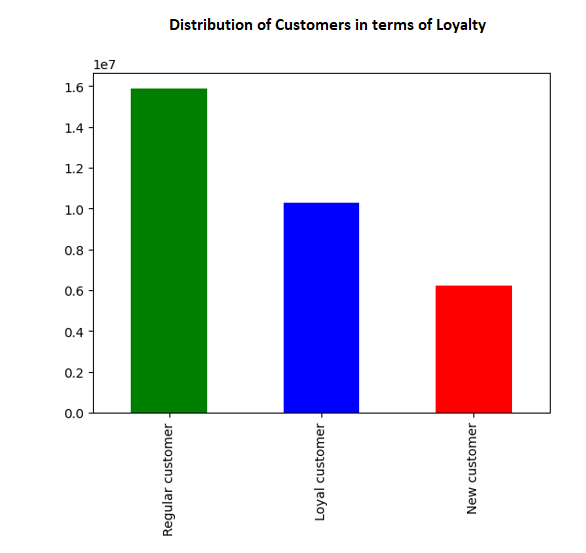 Distribution of Customers in terms of Loyalty
1e7
1.6
1.4
1.2
1.0
0.8
0.6
0.4
0.2
0.0
Regular customer
Loyal customer
New customer